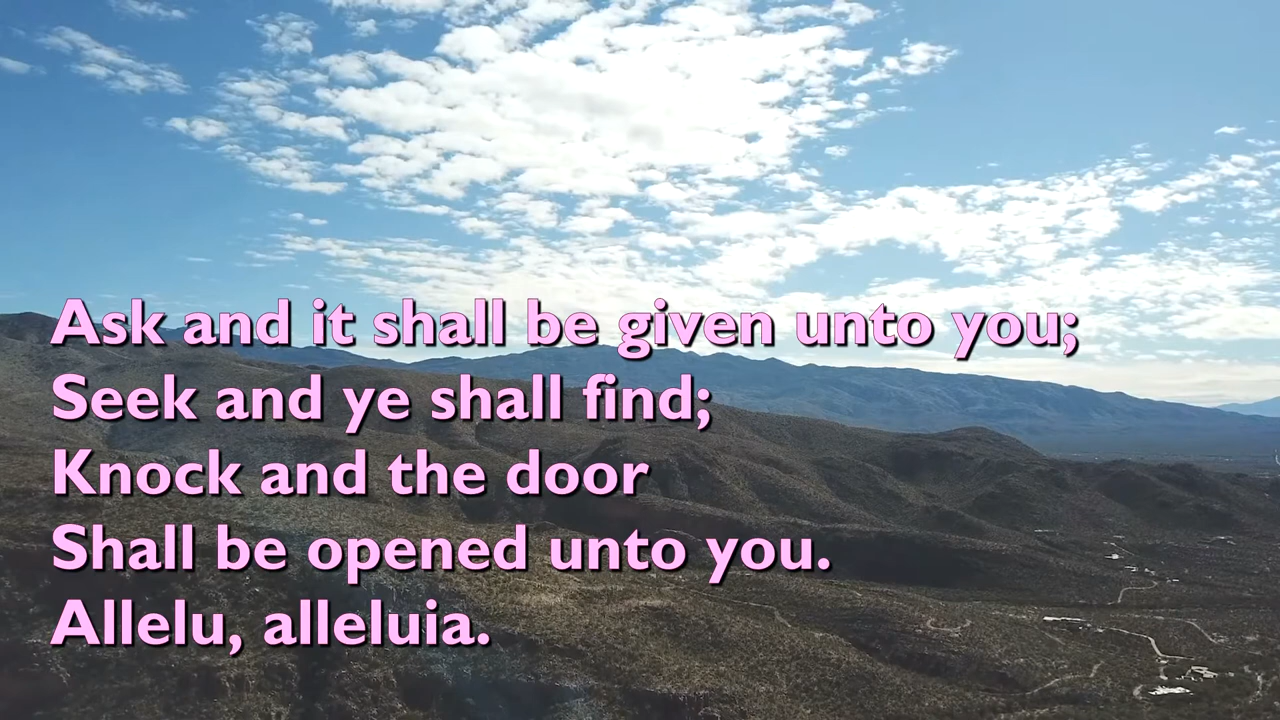 Ask and it shall be given unto you;
Seek and ye shall find;
Knock and the door
Shall be opened unto you.
Allelu, alleluia.